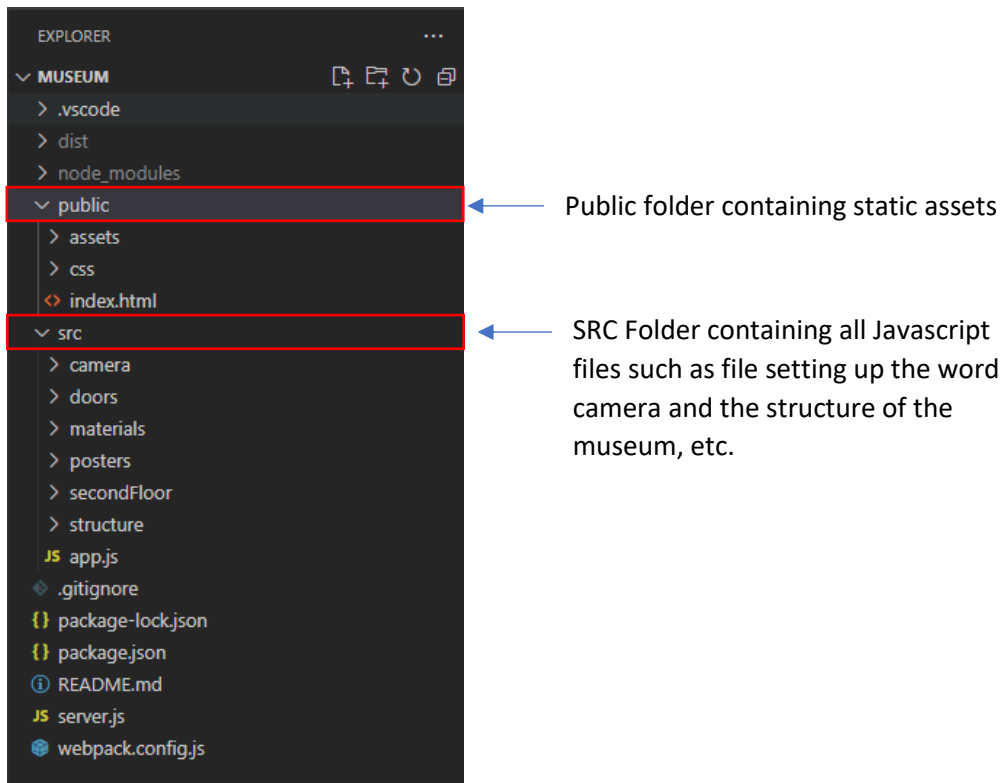 EXPLORER ...
MUSEUM
.vscode
dist
node_modules
public
Public folder containing static assets
assets
css
<> index.html
src
SRC Folder containing all Javascript
files such as file setting up the word
camera and the structure of the
museum, etc.
camera
doors
materials
posters
secondFloor
structure
JS app.js
.gitignore
{} package-lock.json
{} package.json
README.md
JS server.js
webpack.config.js